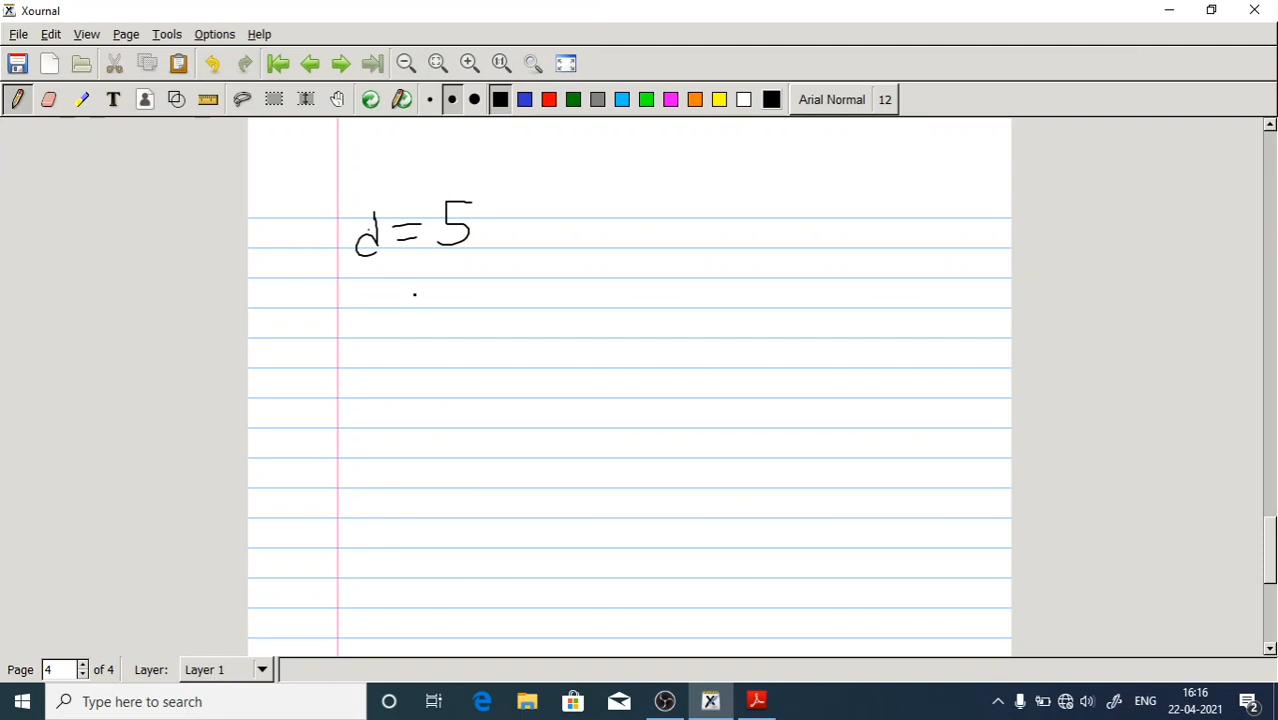 Xournal
File Edit View Page Tools Options Help
Arial Normal 12
d = 5
Page 4 of 4 Layer: Layer 1
Type here to search
ENG
16:16
22-04-2021
2